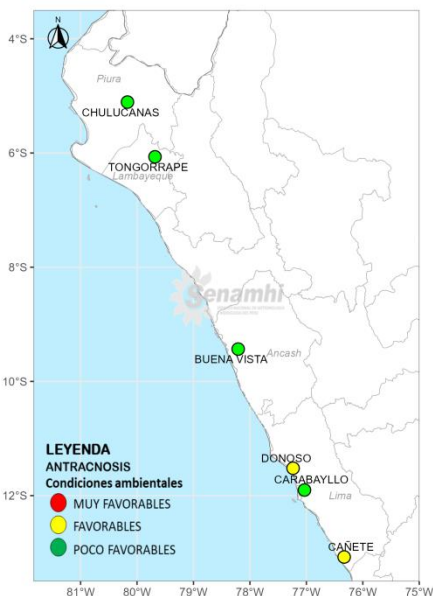 4°S
Piura
CHULUCANAS
6°S
TONGORRAPE
Lambayeque
8°S
Senamhi
BUENA VISTA
Ancash
10°S
LEYENDA
ANTRACNOSIS
Condiciones ambientales
MUY FAVORABLES
FAVORABLES
POCO FAVORABLES
DONOSO
CARABAYLLO
12°S
Lima
CAÑETE
81°W 80°W 79°W 78°W 77°W 76°W 75°W